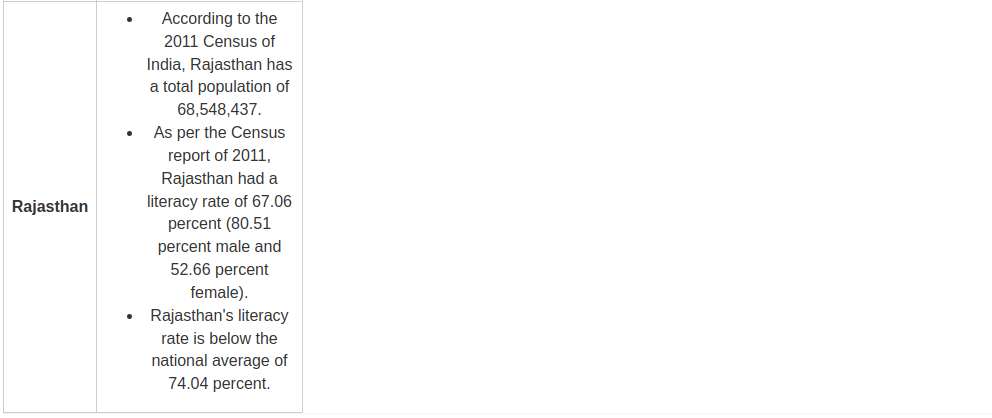 Rajasthan
According to the
2011 Census of
India, Rajasthan has
a total population of
68,548,437.
As per the Census
report of 2011,
Rajasthan had a
literacy rate of 67.06
percent (80.51
percent male and
52.66 percent
female).
Rajasthan's literacy
rate is below the
national average of
74.04 percent.